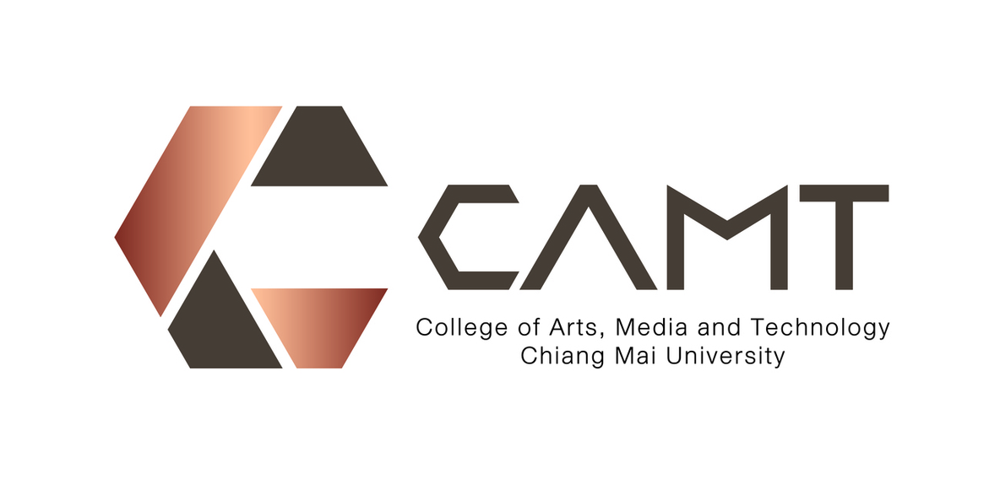 CAMT
College of Arts, Media and Technology
Chiang Mai University